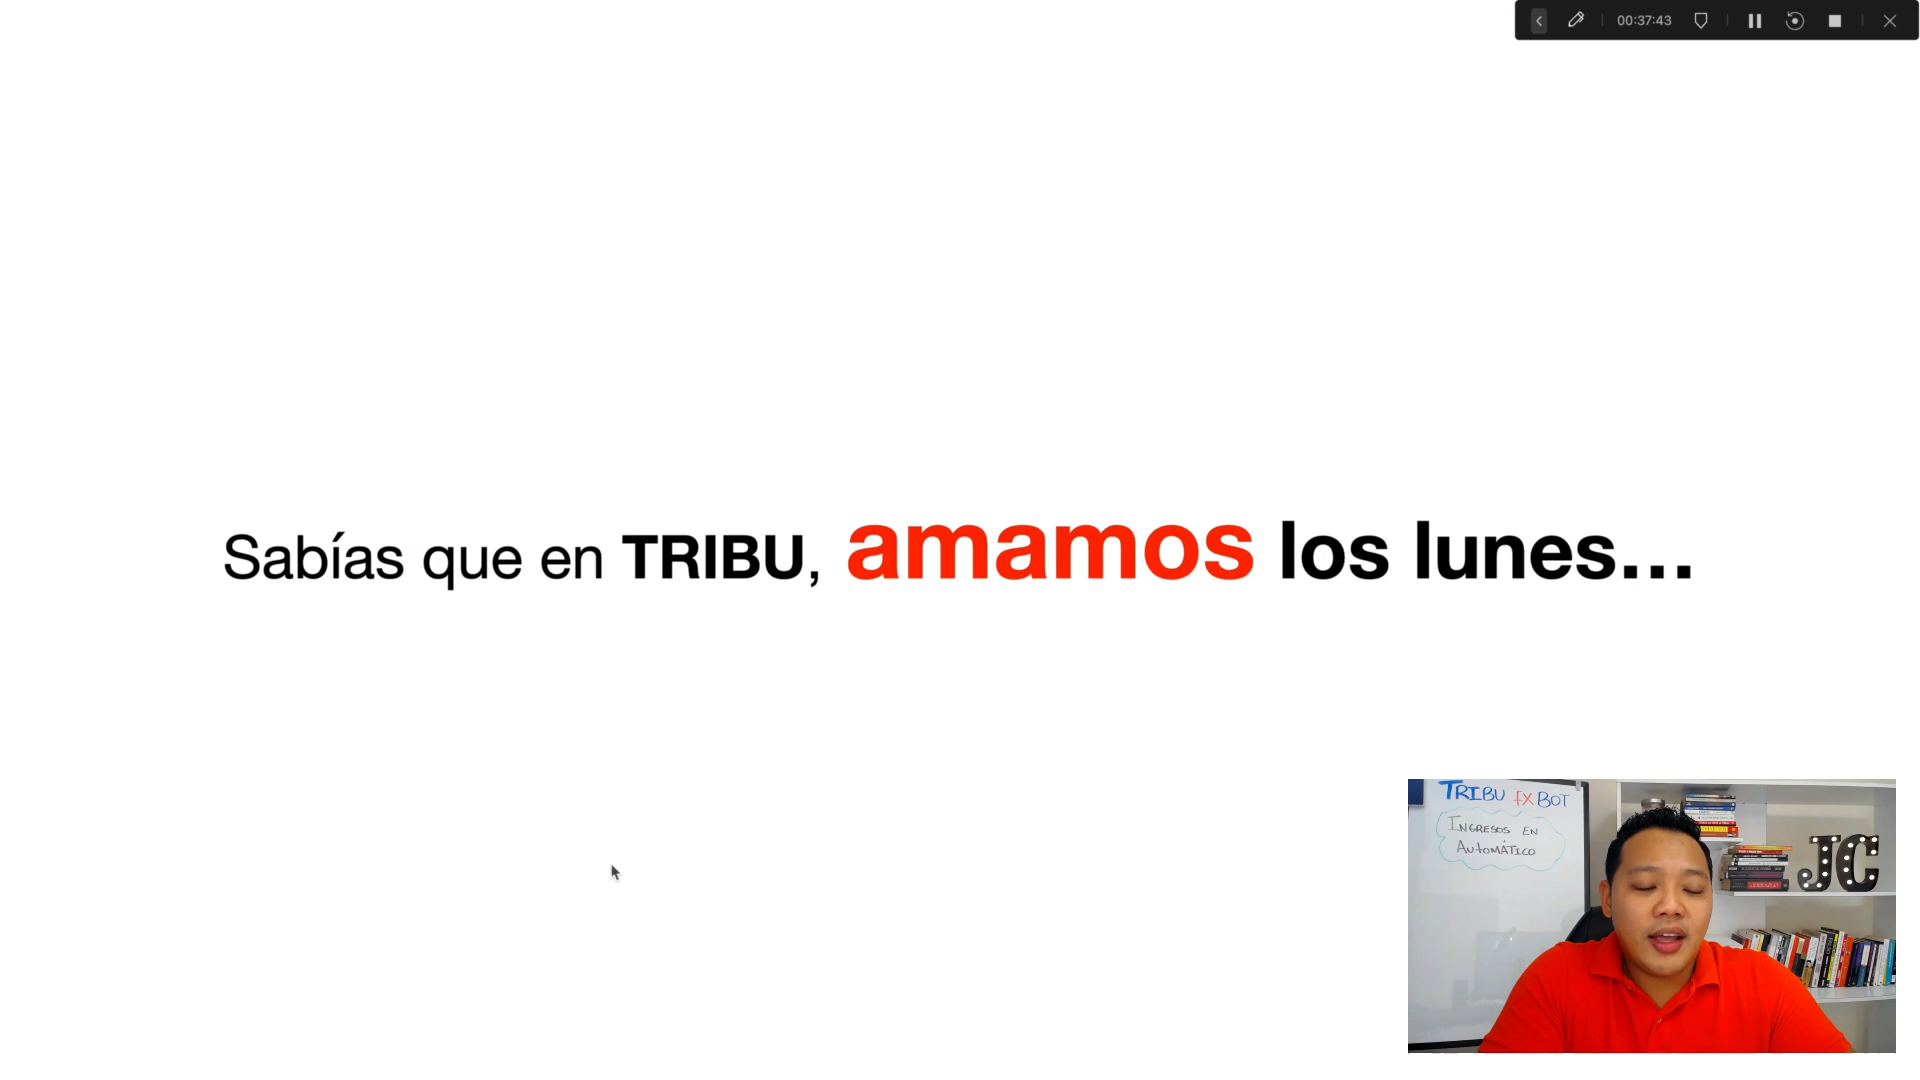 00:37:43
Sabías que en TRIBU, amamos los lunes...
TRIBU FX BOT
INGRESOS EN
AUTOMÁTICO
JC